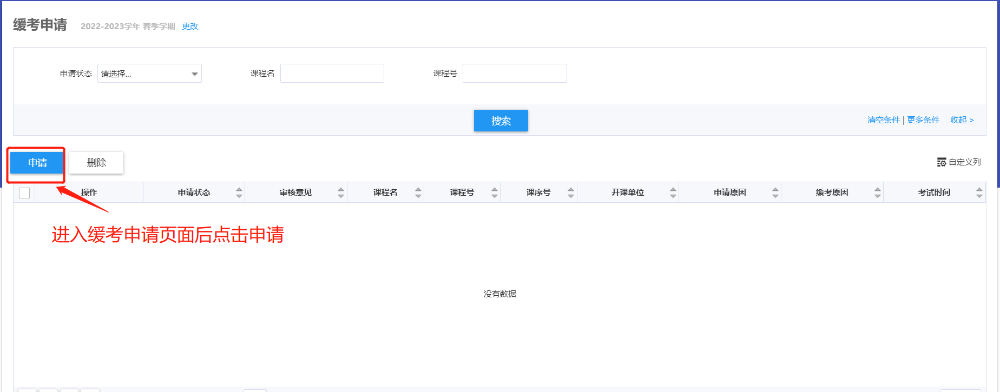 缓考申请 2022-2023学年 春季学期 更改
申请状态 请选择... 课程名 课程号
搜索 清空条件 | 更多条件 收起 >
申请 删除 自定义列
操作 申请状态 审核意见 课程名 课程号 课序号 开课单位 申请原因 缓考原因 考试时间
进入缓考申请页面后点击申请
没有数据